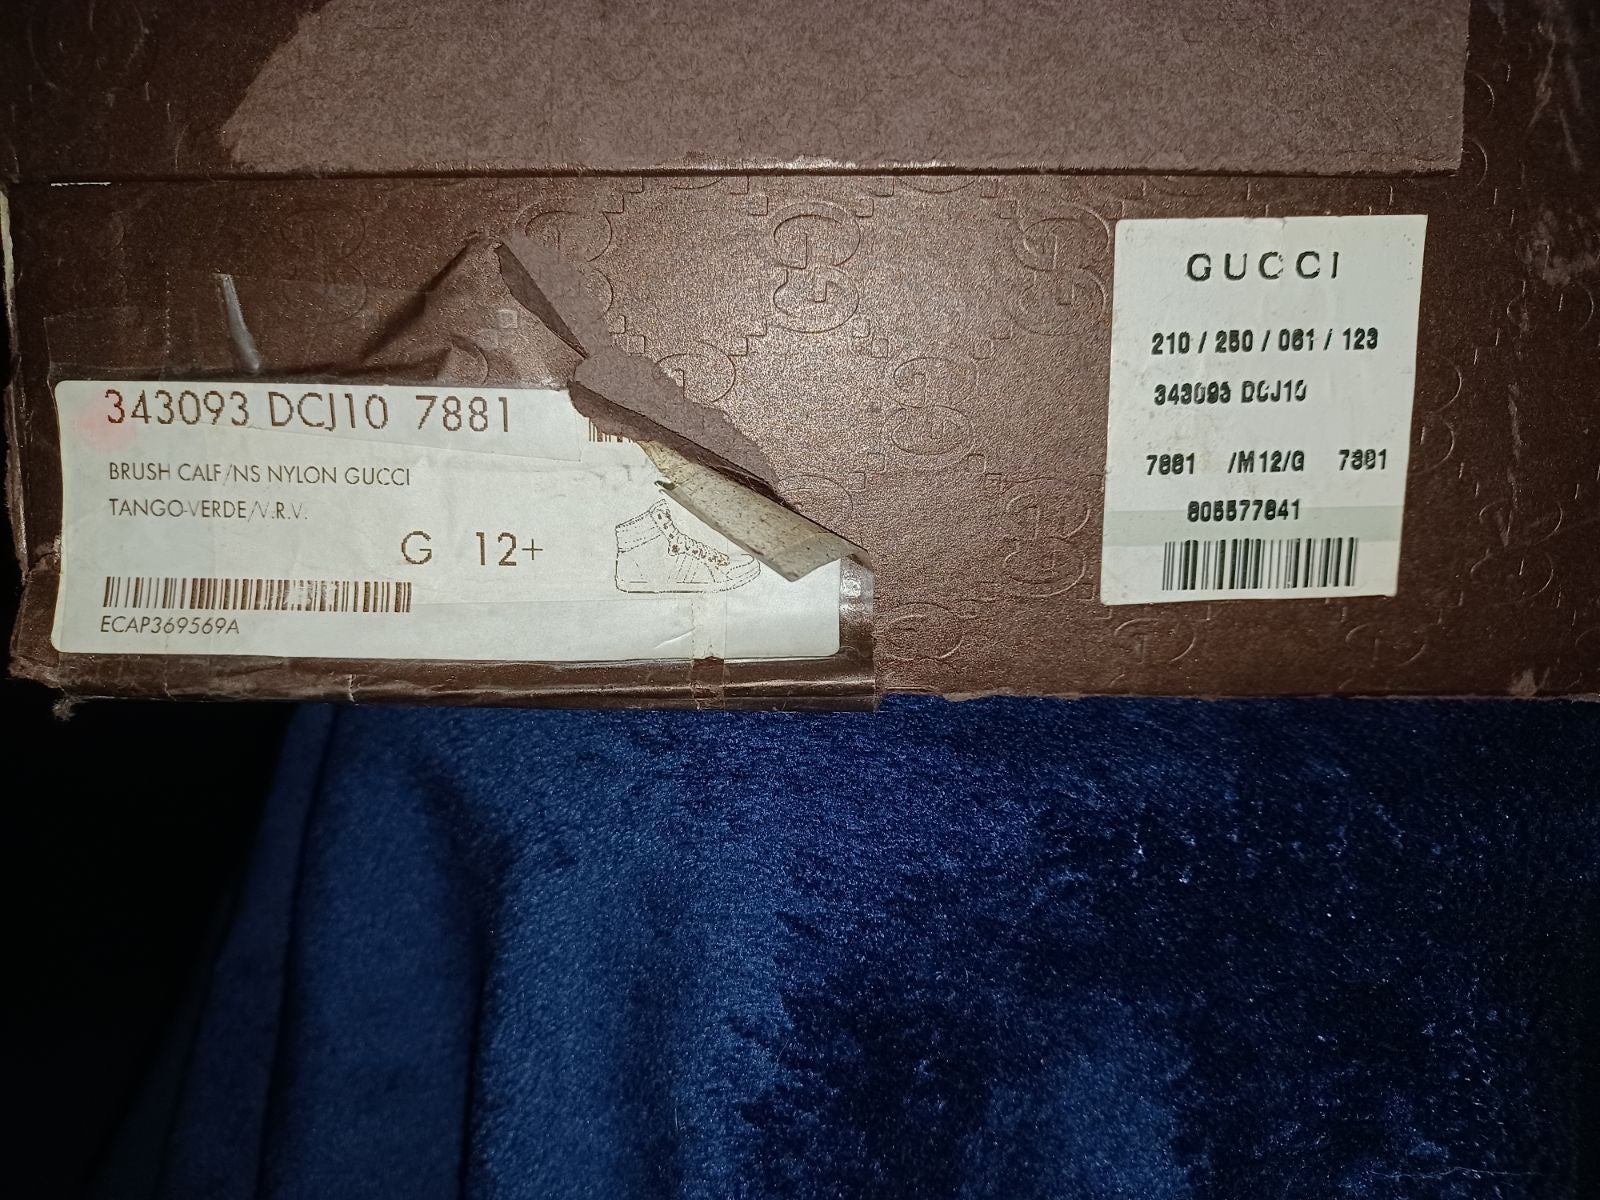 343093 DCJ10 7881
BRUSH CALF/NS NYLON GUCCI
TANGO-VERDE/V.R.V.
G 12+
ECAP369569A
GUCCI
210 / 250 / 061 / 123
343093 DCJ10
7881 /M12/G 7881
805577841